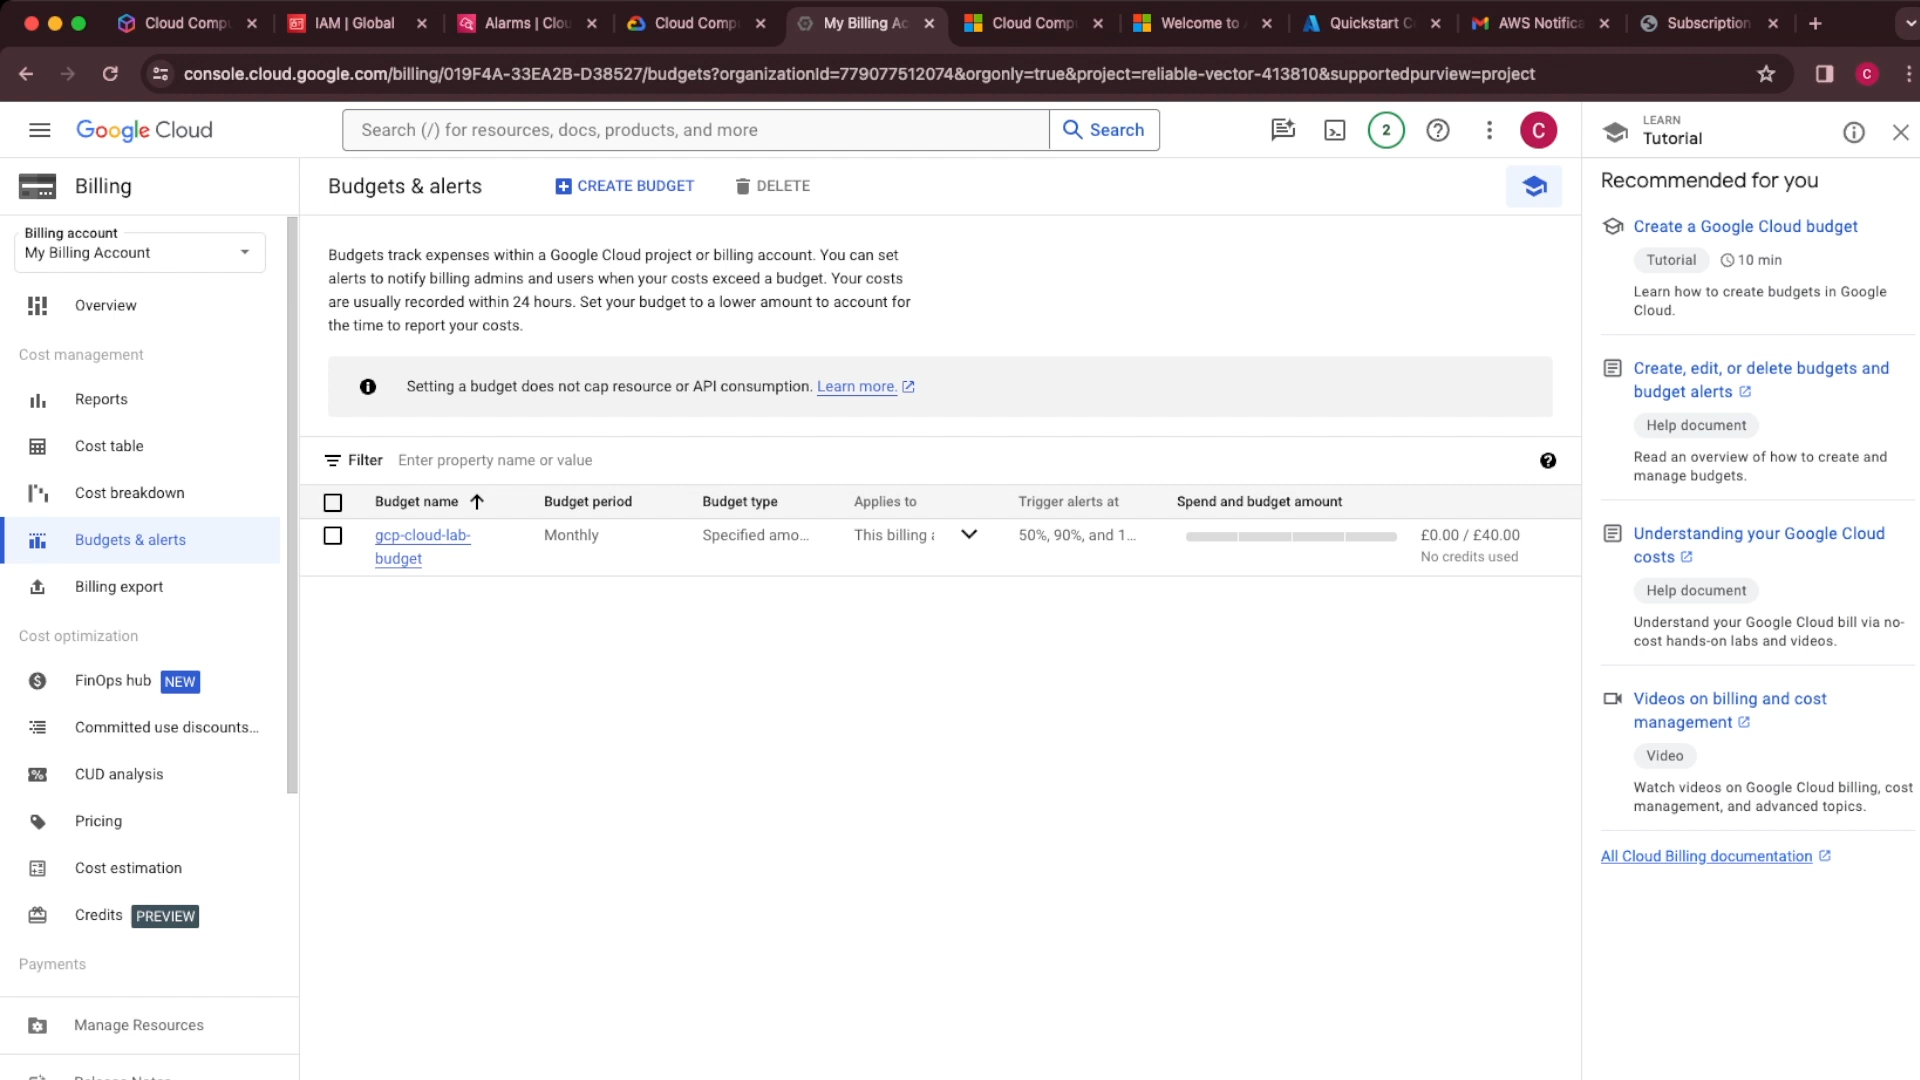 Cloud Comp
IAM | Global
Alarms | Clou
Cloud Comp
My Billing Ac
Cloud Comp
Welcome to
Quickstart C
AWS Notifica
Subscription
console.cloud.google.com/billing/019F4A-33EA2B-D38527/budgets?organizationId=779077512074&orgonly=true&project=reliable-vector-413810&supportedpurview=project
C
Google Cloud
Search (/) for resources, docs, products, and more
Search
2
C
LEARN
Tutorial
Billing
Billing account
My Billing Account
Overview
Cost management
Reports
Cost table
Cost breakdown
Budgets & alerts
Billing export
Cost optimization
FinOps hub NEW
Committed use discounts...
CUD analysis
Pricing
Cost estimation
Credits PREVIEW
Payments
Manage Resources
Release Notes
Budgets & alerts
CREATE BUDGET
DELETE
Budgets track expenses within a Google Cloud project or billing account. You can set
alerts to notify billing admins and users when your costs exceed a budget. Your costs
are usually recorded within 24 hours. Set your budget to a lower amount to account for
the time to report your costs.
Setting a budget does not cap resource or API consumption. Learn more.
Filter Enter property name or value
Budget name Budget period Budget type Applies to Trigger alerts at Spend and budget amount
gcp-cloud-lab- Monthly Specified amo... This billing a 50%, 90%, and 1... £0.00 / £40.00
budget No credits used
Recommended for you
Create a Google Cloud budget
Tutorial 10 min
Learn how to create budgets in Google
Cloud.
Create, edit, or delete budgets and
budget alerts
Help document
Read an overview of how to create and
manage budgets.
Understanding your Google Cloud
costs
Help document
Understand your Google Cloud bill via no-
cost hands-on labs and videos.
Videos on billing and cost
management
Video
Watch videos on Google Cloud billing, cost
management, and advanced topics.
All Cloud Billing documentation